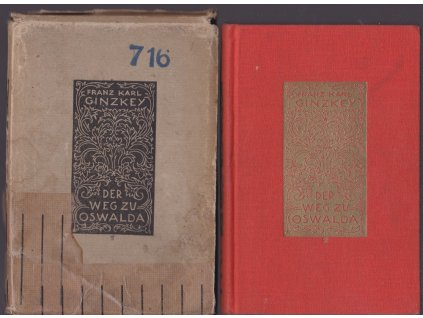 716
FRANZ KARL
GINZKEY
DER
WEG ZU
OSWALDA
FRANZ KARL
GINZKEY
DER
WEG ZU
OSWALDA